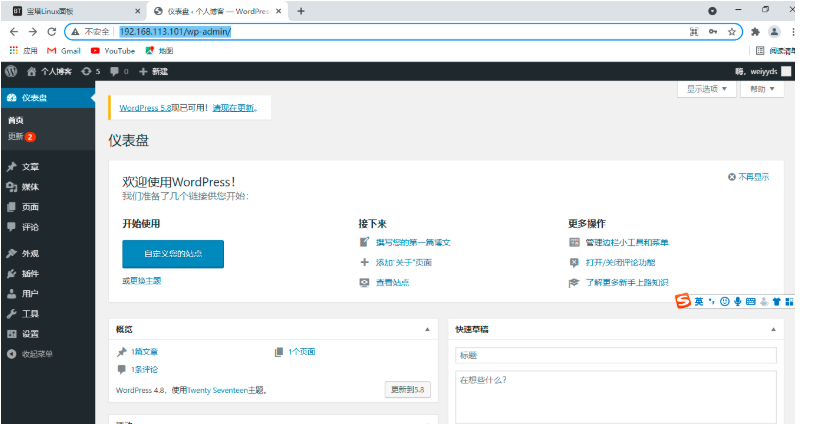 宝塔Linux面板
仪表盘 ‹ 个人博客 — WordPres
不安全 192.168.113.101/wp-admin/
应用 Gmail YouTube 地图 阅读清单
个人博客 5 0 新建 嗨，weiyyds
仪表盘
显示选项 ▼ 帮助 ▼
首页
更新 2
WordPress 5.8现已可用！请现在更新。
仪表盘
文章
媒体
页面
评论
外观
插件
用户
工具
设置
收起菜单
欢迎使用WordPress！
不再显示
我们准备了几个链接供您开始：
开始使用
自定义您的站点
或更换主题
接下来
撰写您的第一篇博文
添加“关于”页面
查看站点
更多操作
管理边栏小工具和菜单
打开/关闭评论功能
了解更多新手上路知识
英
概览
1篇文章 1个页面
1条评论
WordPress 4.8，使用Twenty Seventeen主题。
更新到5.8
快速草稿
标题
在想些什么？